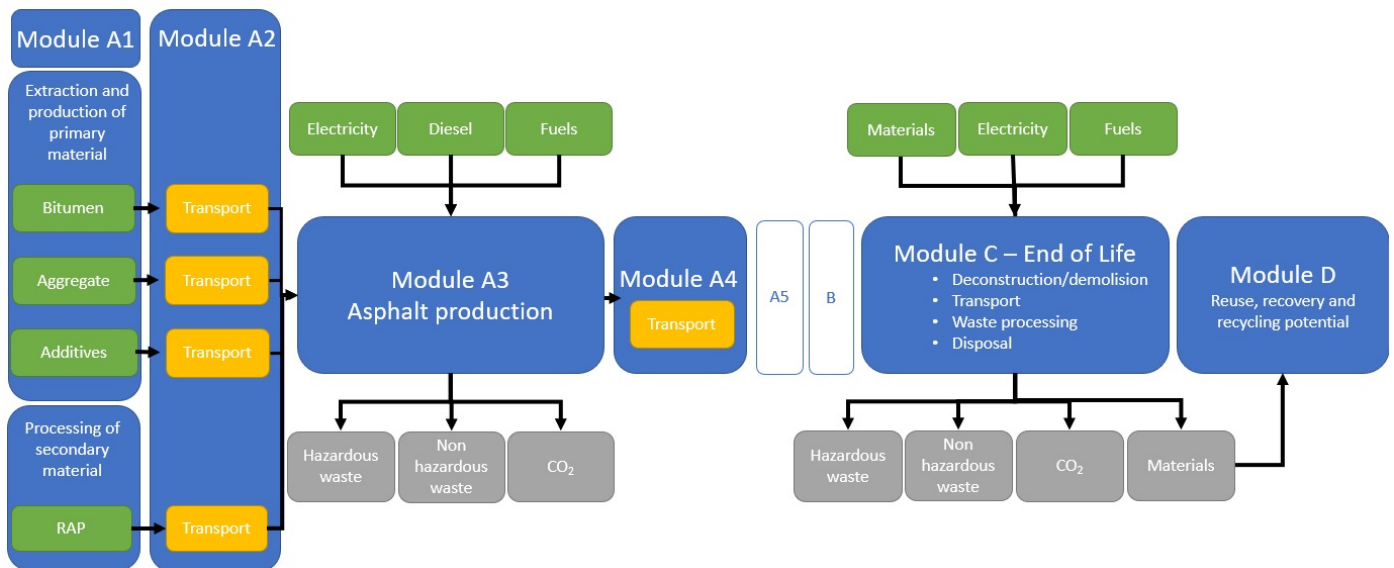 Module A1
Extraction and
production of
primary
material
Bitumen
Aggregate
Additives
Processing of
secondary
material
RAP
Module A2
Transport
Transport
Transport
Transport
Electricity
Diesel
Fuels
Module A3
Asphalt production
Hazardous
waste
Non
hazardous
waste
CO₂
Module A4
Transport
A5
B
Materials
Electricity
Fuels
Module C – End of Life
• Deconstruction/demolision
• Transport
• Waste processing
• Disposal
Hazardous
waste
Non
hazardous
waste
CO₂
Materials
Module D
Reuse, recovery and
recycling potential